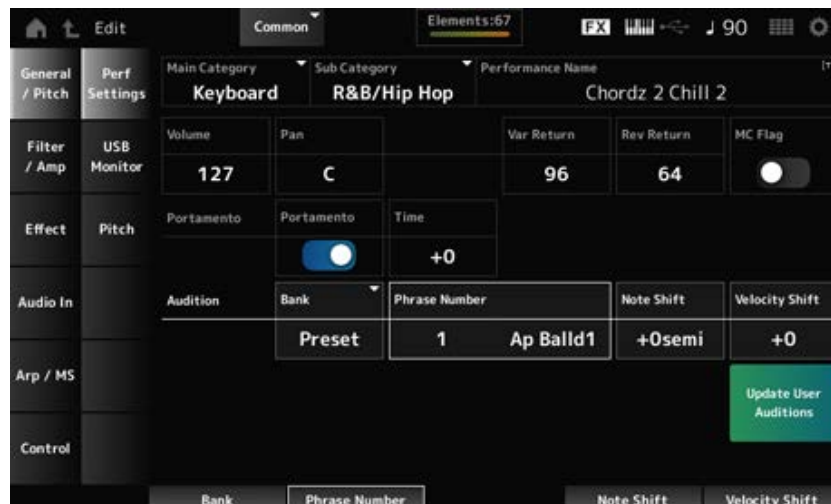 Edit Common Elements:67 FX 90
General / Pitch
Perf Settings
Main Category Sub Category Performance Name
Keyboard R&B/Hip Hop Chordz 2 Chill 2
Filter / Amp
USB Monitor
Volume Pan Var Return Rev Return MC Flag
127 C 96 64
Effect
Pitch
Portamento Portamento Time
+0
Audio In
Audition Bank Phrase Number Note Shift Velocity Shift
Preset 1 Ap Balld1 +0semi +0
Arp / MS
Update User
Auditions
Control
Bank Phrase Number Note Shift Velocity Shift